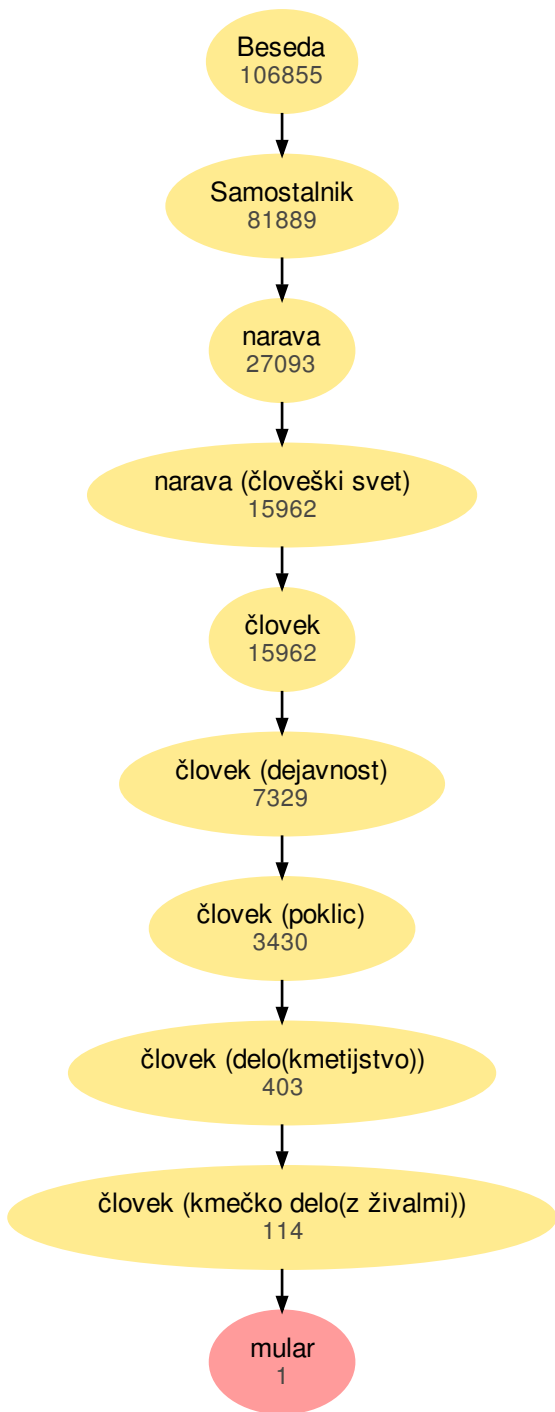 Beseda
106855
Samostalnik
81889
narava
27093
narava (človeški svet)
15962
človek
15962
človek (dejavnost)
7329
človek (poklic)
3430
človek (delo(kmetijstvo))
403
človek (kmečko delo(z živalmi))
114
mular
1